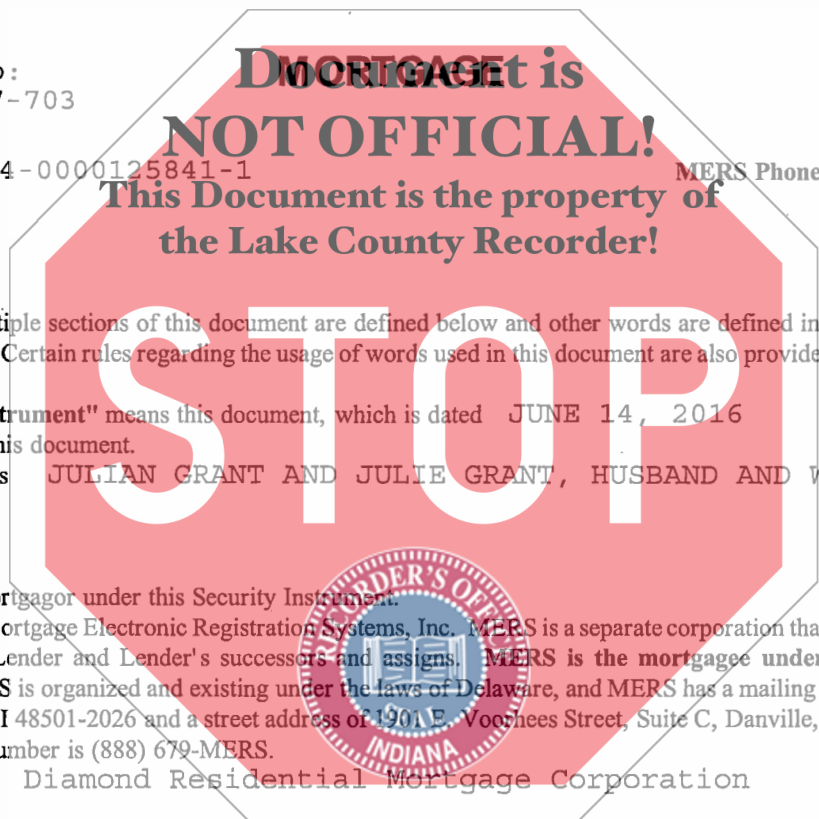 Document is
MORTGAGE
NOT OFFICIAL!
-703
4-0000125841-1
MERS Phone
This Document is the property of
the Lake County Recorder!
tiple sections of this document are defined below and other words are defined in
Certain rules regarding the usage of words used in this document are also provide
STOP
trument" means this document, which is dated JUNE 14, 2016
his document.
s JULIAN GRANT AND JULIE GRANT, HUSBAND AND W
rtgagor under this Security Instrument.
ortgage Electronic Registration Systems, Inc. MERS is a separate corporation tha
Lender and Lender's successors and assigns. MERS is the mortgagee under
S is organized and existing under the laws of Delaware, and MERS has a mailing
I 48501-2026 and a street address of 1901 E. Voorhees Street, Suite C, Danville,
umber is (888) 679-MERS.
Diamond Residential Mortgage Corporation
RECORDER'S OFFICE
SEAL
INDIANA